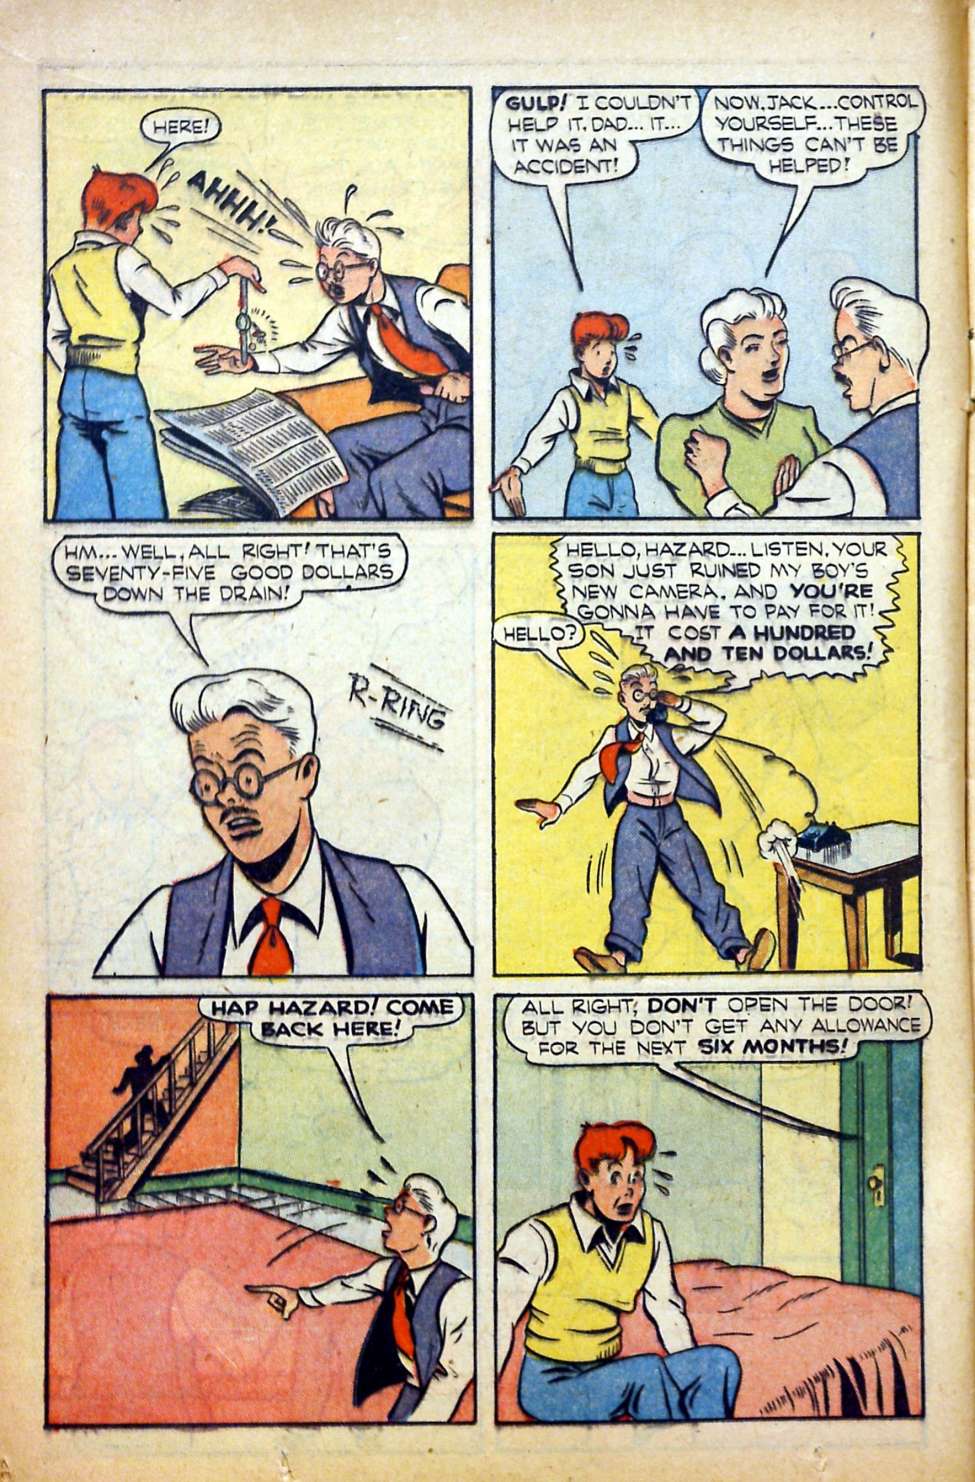 HERE!
AHHH!
GULP! I COULDN'T
HELP IT, DAD... IT...
IT WAS AN
ACCIDENT!
NOW, JACK...CONTROL
YOURSELF...THESE
THINGS CAN'T BE
HELPED!
HM... WELL, ALL RIGHT! THAT'S
SEVENTY-FIVE GOOD DOLLARS
DOWN THE DRAIN!
R-RING
HELLO?
HELLO, HAZARD... LISTEN, YOUR
SON JUST RUINED MY BOY'S
NEW CAMERA, AND YOU'RE
GONNA HAVE TO PAY FOR IT!
IT COST A HUNDRED
AND TEN DOLLARS!
HAP HAZARD! COME
BACK HERE!
ALL RIGHT, DON'T OPEN THE DOOR!
BUT YOU DON'T GET ANY ALLOWANCE
FOR THE NEXT SIX MONTHS!